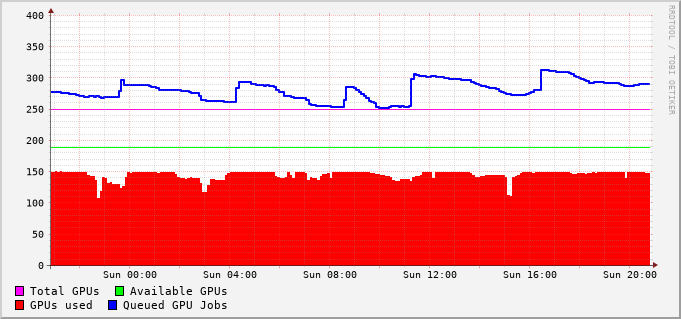 RRDTOOL / TOBI OETIKER
400
350
300
250
200
150
100
50
0
Sun 00:00 Sun 04:00 Sun 08:00 Sun 12:00 Sun 16:00 Sun 20:00
Total GPUs Available GPUs
GPUs used Queued GPU Jobs